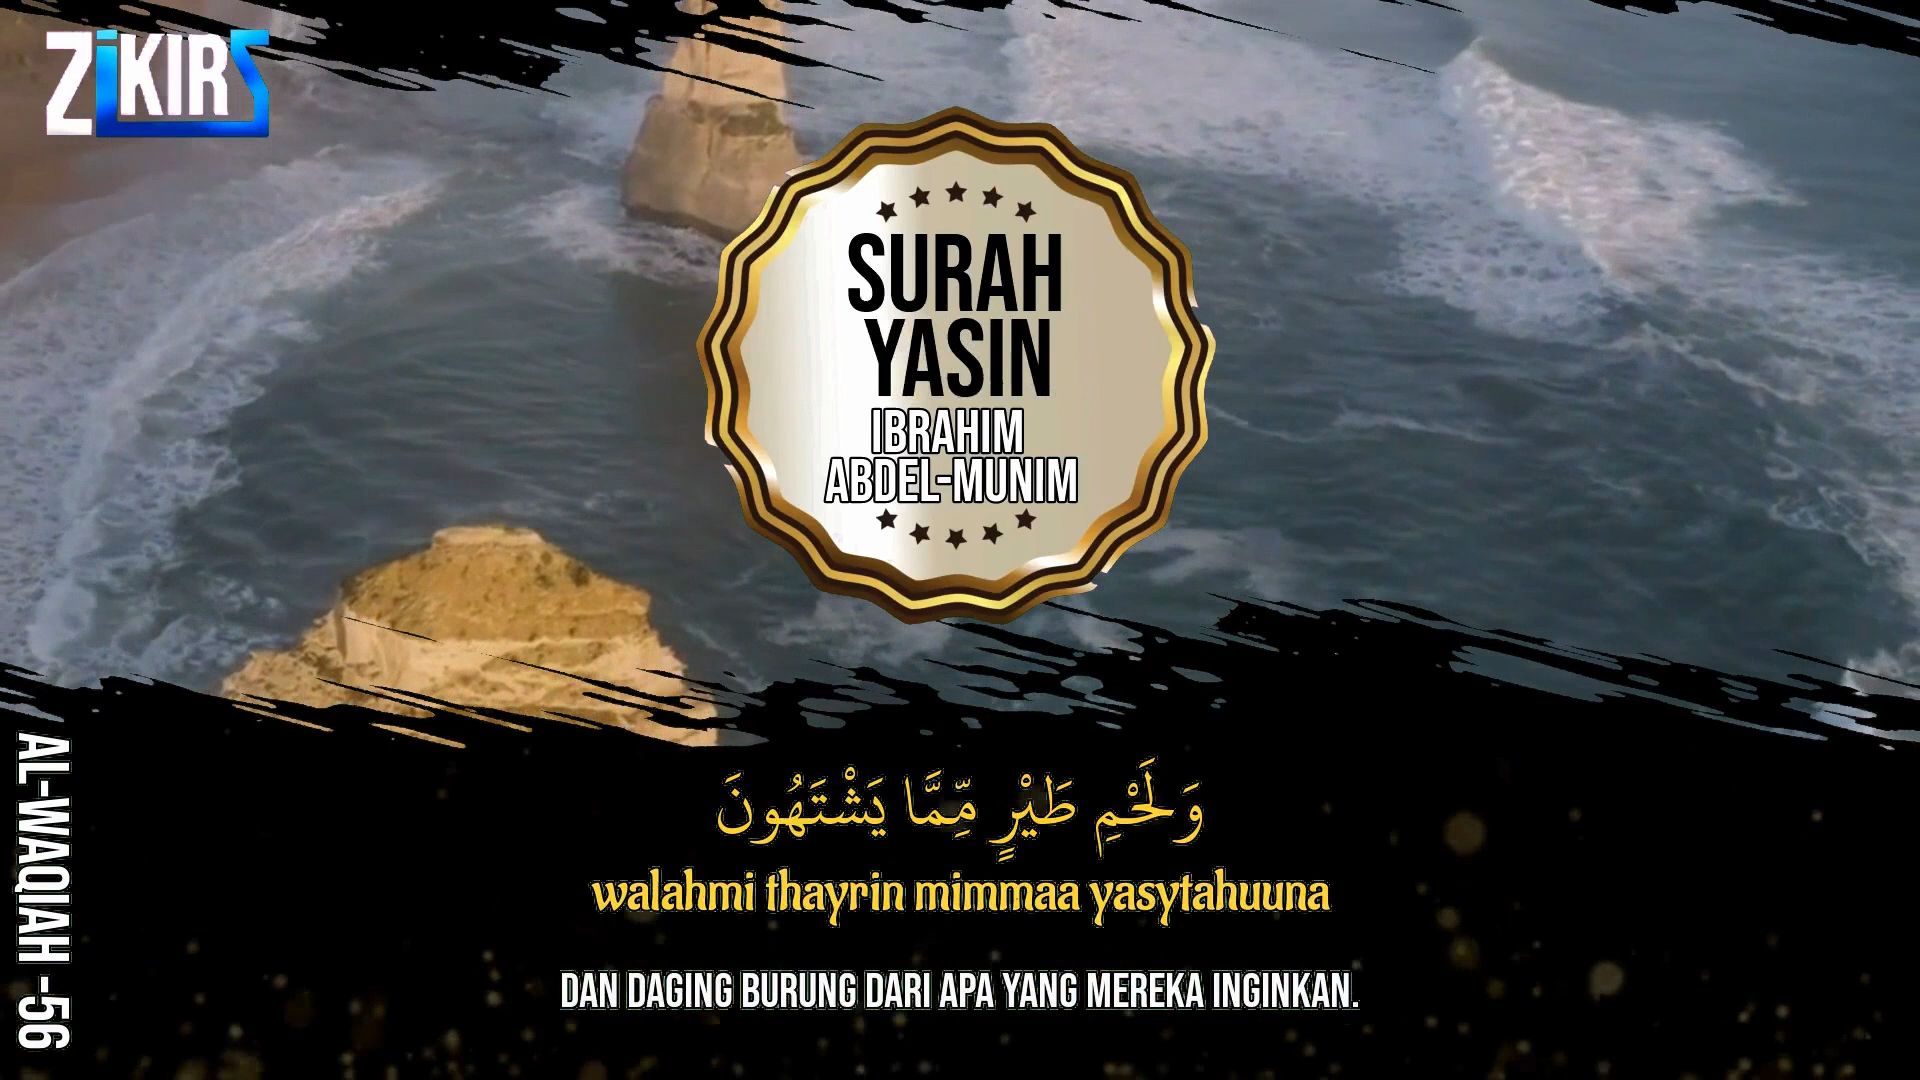 ZiKIRS
SURAH
YASIN
IBRAHIM
ABDEL-MUNIM
وَلَحْمِ طَيْرٍ مِّمَّا يَشْتَهُونَ
walahmi thayrin mimmaa yasytahuuna
DAN DAGING BURUNG DARI APA YANG MEREKA INGINKAN.
AL-WAQIAH -56